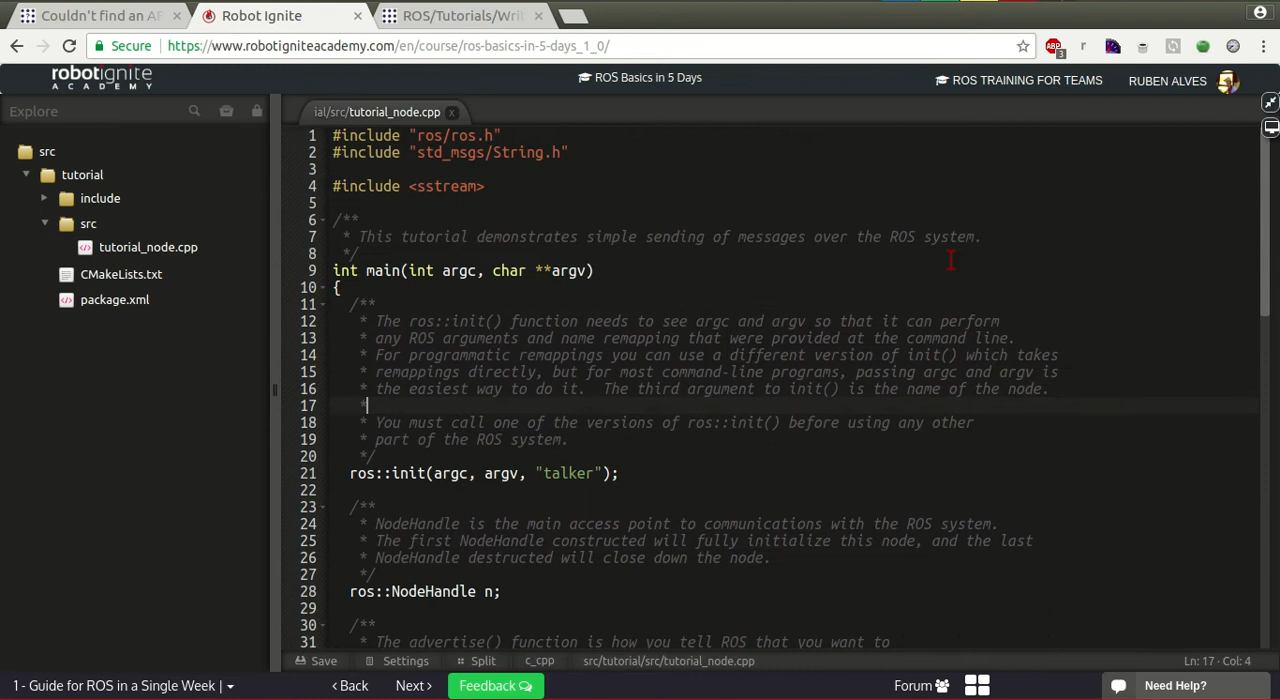 Couldn't find an AF
Robot Ignite
ROS/Tutorials/Writ
Secure
https://www.robotigniteacademy.com/en/course/ros-basics-in-5-days_1_0/
ABP
3
r
robotignite
ACADEMY
ROS Basics in 5 Days
ROS TRAINING FOR TEAMS
RUBEN ALVES
Explore
ial/src/tutorial_node.cpp
src
tutorial
include
src
tutorial_node.cpp
CMakeLists.txt
package.xml
1 #include "ros/ros.h"
2 #include "std_msgs/String.h"
3
4 #include <sstream>
5
6 /**
7 * This tutorial demonstrates simple sending of messages over the ROS system.
8 */
9 int main(int argc, char **argv)
10 {
11 /**
12 * The ros::init() function needs to see argc and argv so that it can perform
13 * any ROS arguments and name remapping that were provided at the command line.
14 * For programmatic remappings you can use a different version of init() which takes
15 * remappings directly, but for most command-line programs, passing argc and argv is
16 * the easiest way to do it.  The third argument to init() is the name of the node.
17 *
18 * You must call one of the versions of ros::init() before using any other
19 * part of the ROS system.
20 */
21 ros::init(argc, argv, "talker");
22
23 /**
24 * NodeHandle is the main access point to communications with the ROS system.
25 * The first NodeHandle constructed will fully initialize this node, and the last
26 * NodeHandle destructed will close down the node.
27 */
28 ros::NodeHandle n;
29
30 /**
31 * The advertise() function is how you tell ROS that you want to
Save
Settings
Split
c_cpp
src/tutorial/src/tutorial_node.cpp
Ln: 17 · Col: 4
1 - Guide for ROS in a Single Week |
< Back
Next >
Feedback
Forum
Need Help?